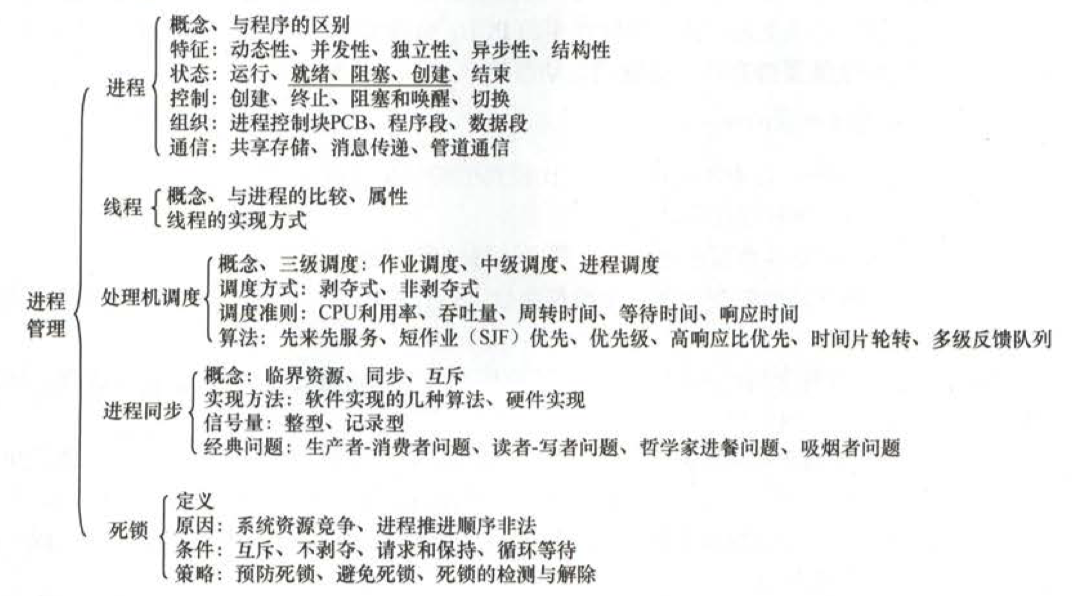 进程管理
进程
概念、与程序的区别
特征：动态性、并发性、独立性、异步性、结构性
状态：运行、就绪、阻塞、创建、结束
控制：创建、终止、阻塞和唤醒、切换
组织：进程控制块PCB、程序段、数据段
通信：共享存储、消息传递、管道通信
线程
概念、与进程的比较、属性
线程的实现方式
处理机调度
概念、三级调度：作业调度、中级调度、进程调度
调度方式：剥夺式、非剥夺式
调度准则：CPU利用率、吞吐量、周转时间、等待时间、响应时间
算法：先来先服务、短作业（SJF）优先、优先级、高响应比优先、时间片轮转、多级反馈队列
进程同步
概念：临界资源、同步、互斥
实现方法：软件实现的几种算法、硬件实现
信号量：整型、记录型
经典问题：生产者-消费者问题、读者-写者问题、哲学家进餐问题、吸烟者问题
死锁
定义
原因：系统资源竞争、进程推进顺序非法
条件：互斥、不剥夺、请求和保持、循环等待
策略：预防死锁、避免死锁、死锁的检测与解除